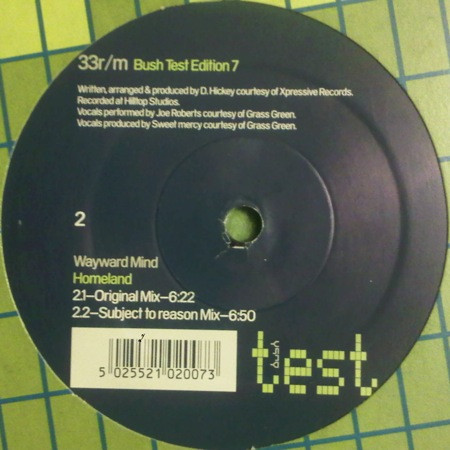 33r/m Bush Test Edition 7
Written, arranged & produced by D. Hickey courtesy of Xpressive Records.
Recorded at Hilltop Studios.
Vocals performed by Joe Roberts courtesy of Grass Green.
Vocals produced by Sweet mercy courtesy of Grass Green.
2
Wayward Mind
Homeland
2.1–Original Mix–6:22
2.2–Subject to reason Mix–6:50
5 025521 020073
bush
test